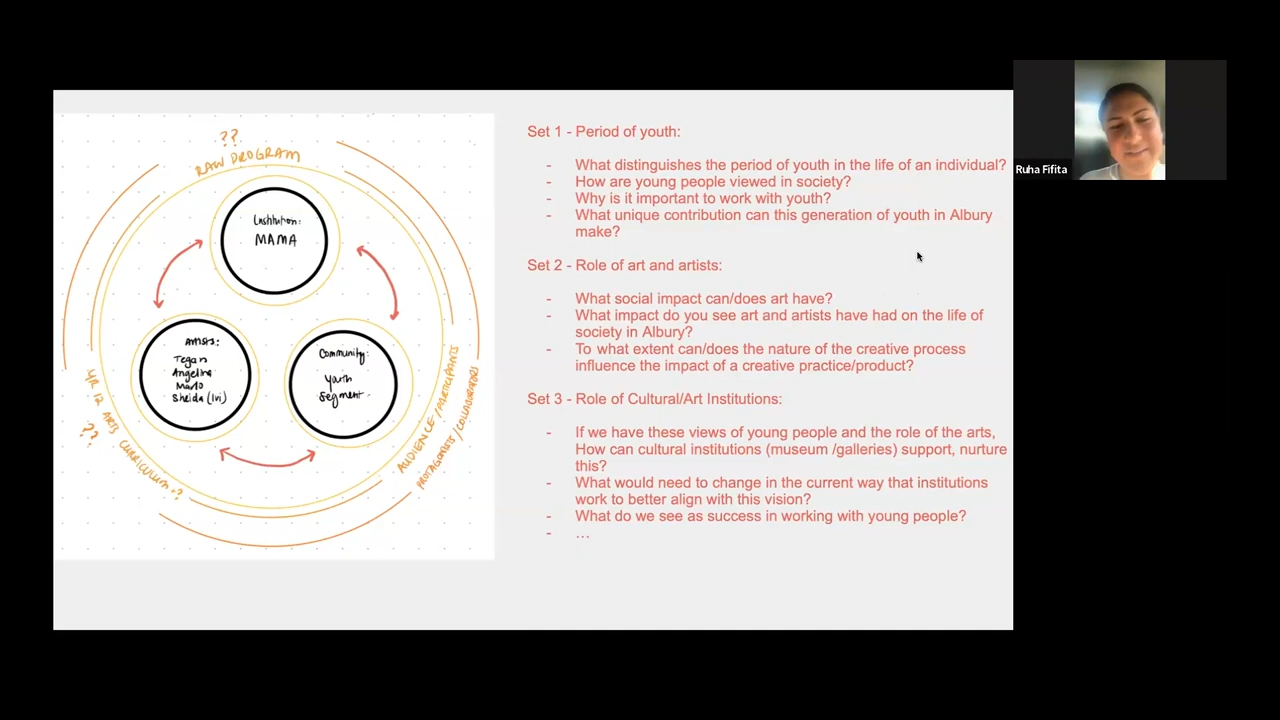 ??
RAW PROGRAM
Institution:
MAMA
Artists:
Tegan
Angelina
Marlo
Sheida (Ivi)
Community:
Youth
Segment
YR 12 ARTS CURRICULUM ?
??
AUDIENCE / PARTICIPANTS
PROTAGONISTS / COLLABORATORS
Set 1 - Period of youth:
- What distinguishes the period of youth in the life of an individual?
- How are young people viewed in society?
- Why is it important to work with youth?
- What unique contribution can this generation of youth in Albury
make?
Set 2 - Role of art and artists:
- What social impact can/does art have?
- What impact do you see art and artists have had on the life of
society in Albury?
- To what extent can/does the nature of the creative process
influence the impact of a creative practice/product?
Set 3 - Role of Cultural/Art Institutions:
- If we have these views of young people and the role of the arts,
How can cultural institutions (museum /galleries) support, nurture
this?
- What would need to change in the current way that institutions
work to better align with this vision?
- What do we see as success in working with young people?
- …
Ruha Fifita